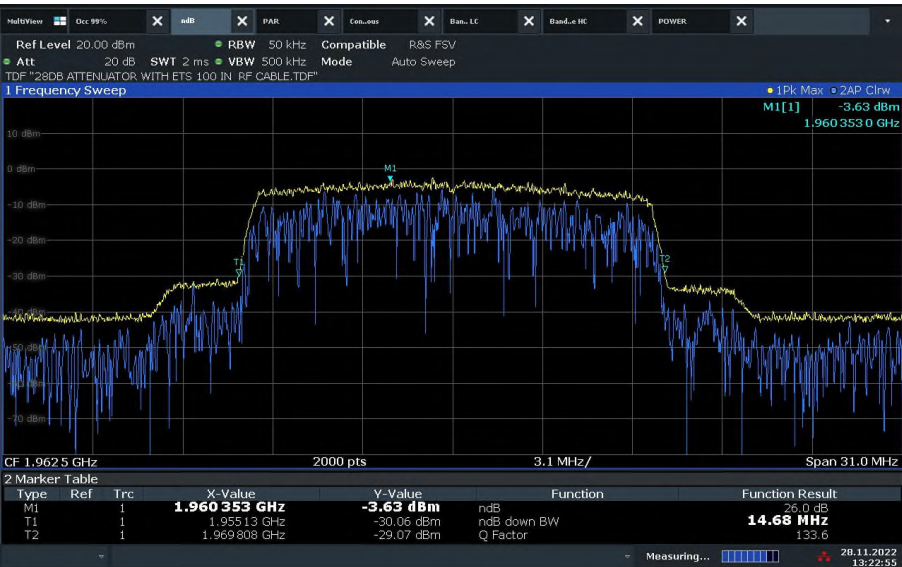 MultiView Occ 99% ndB PAR Con..ous Ban.. LC Band..e HC POWER
Ref Level 20.00 dBm RBW 50 kHz Compatible R&S FSV
Att 20 dB SWT 2 ms VBW 500 kHz Mode Auto Sweep
TDF "28DB ATTENUATOR WITH ETS 100 IN RF CABLE.TDF"
1 Frequency Sweep 1Pk Max 2AP Clrw
M1[1] -3.63 dBm
1.960 353 0 GHz
10 dBm
M1
0 dBm
-10 dBm
-20 dBm
T1 T2
-30 dBm
-40 dBm
-50 dBm
-60 dBm
-70 dBm
CF 1.962 5 GHz 2000 pts 3.1 MHz/ Span 31.0 MHz
2 Marker Table
Type Ref Trc X-Value Y-Value Function Function Result
M1 1 1.960 353 GHz -3.63 dBm ndB 26.0 dB
T1 1 1.955 13 GHz -30.06 dBm ndB down BW 14.68 MHz
T2 1 1.969 808 GHz -29.07 dBm Q Factor 133.6
Measuring... 28.11.2022
13:22:55